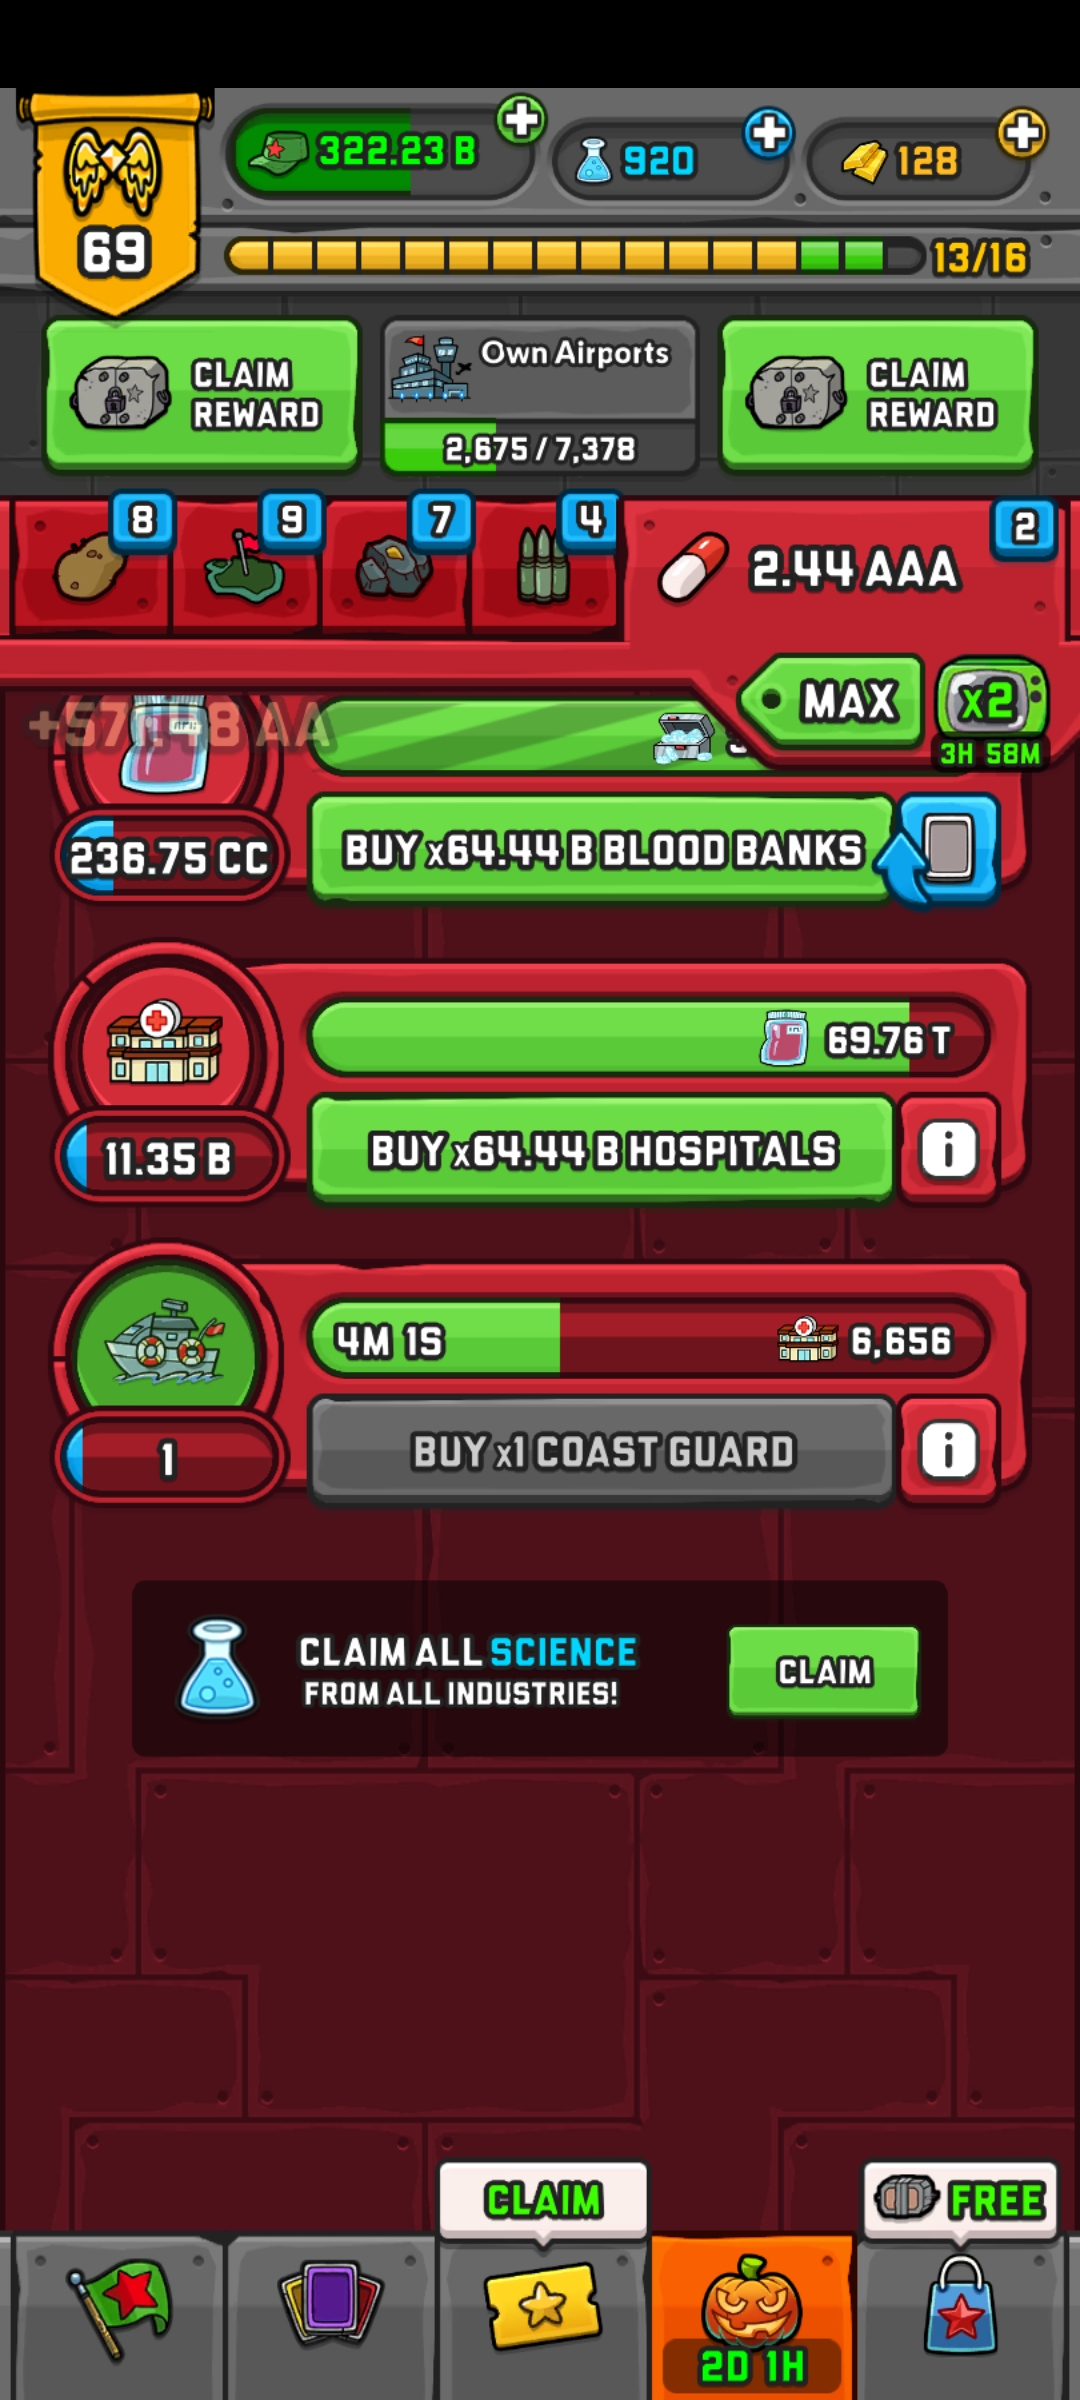 322.23 B
920
128
69
13/16
CLAIM
REWARD
Own Airports
2,675 / 7,378
CLAIM
REWARD
8
9
7
4
2
2.44 AAA
MAX
x2
3H 58M
236.75 CC
BUY x64.44 B BLOOD BANKS
69.76 T
11.35 B
BUY x64.44 B HOSPITALS
i
4M 1S
6,656
1
BUY x1 COAST GUARD
i
CLAIM ALL SCIENCE
FROM ALL INDUSTRIES!
CLAIM
CLAIM
FREE
2D 1H